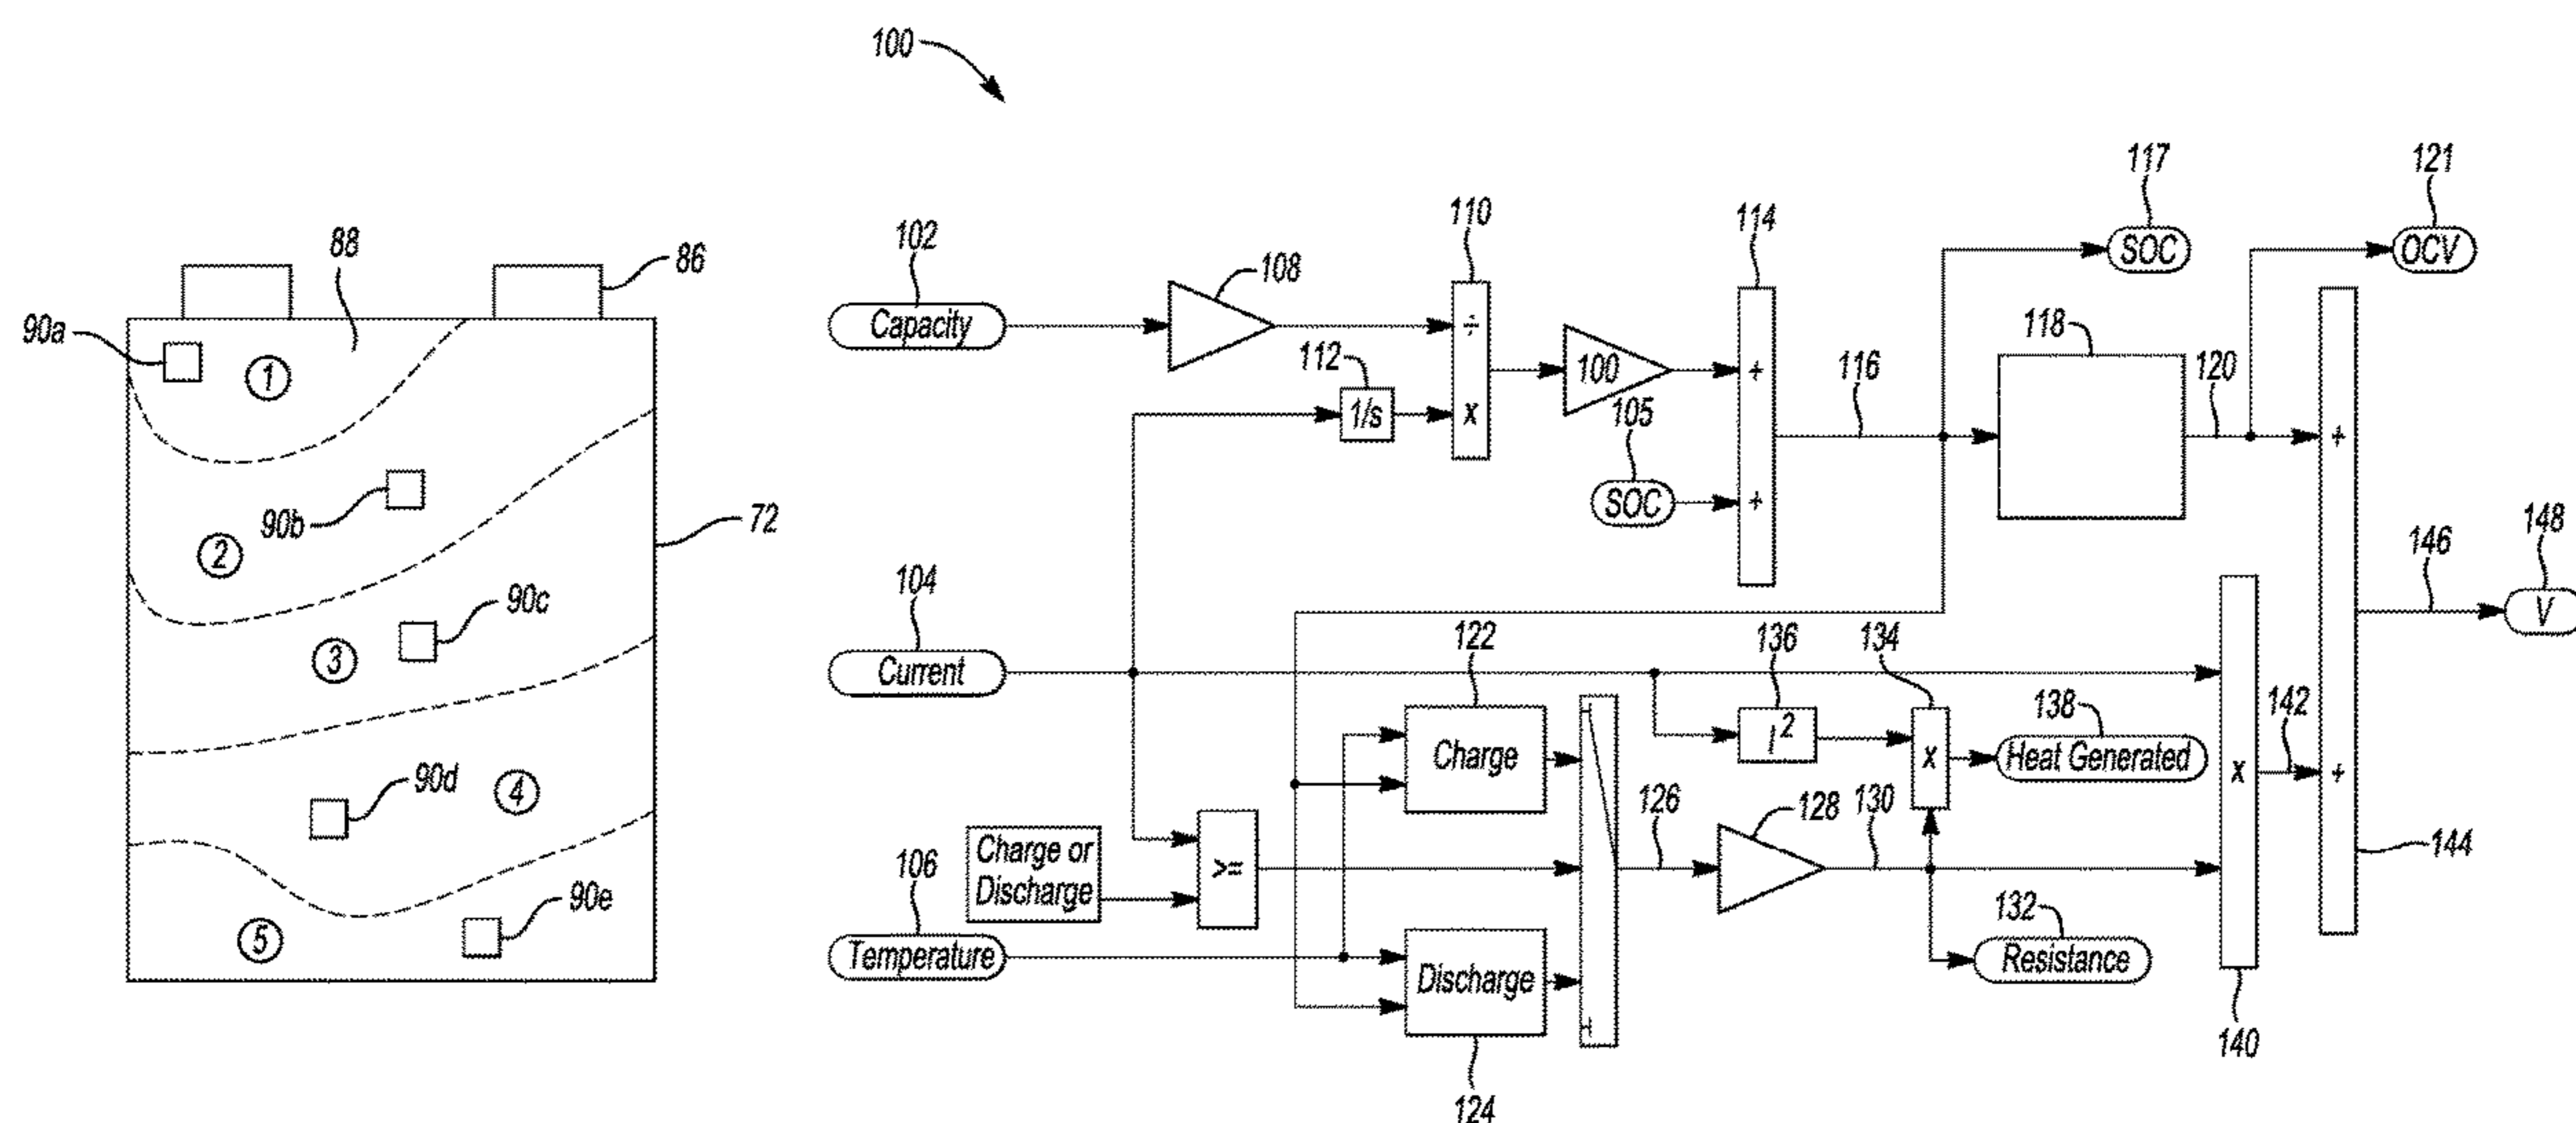 100
88
86
90a
1
90b
2
72
90c
3
90d
4
90e
5
102
Capacity
108
110
÷
x
112
1/s
100
105
SOC
114
+
+
116
117
SOC
118
120
121
OCV
104
Current
122
Charge
136
I²
134
x
138
Heat Generated
142
x
+
+
146
148
V
144
Charge or
Discharge
>=
106
Temperature
Discharge
124
126
128
130
132
Resistance
140